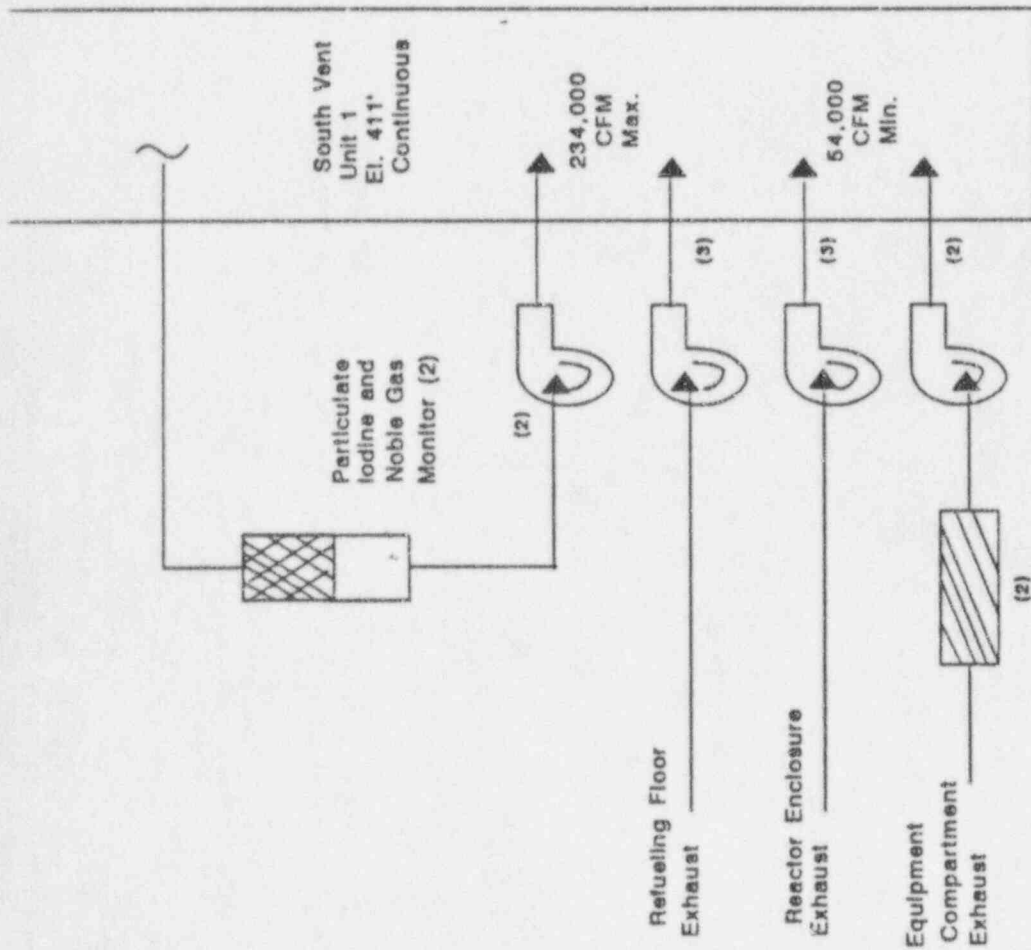 South Vent
Unit 1
El. 411'
Continuous
234,000
CFM
Max.
54,000
CFM
Min.
Particulate
Iodine and
Noble Gas
Monitor (2)
(2)
(3)
(3)
(2)
Refueling Floor
Exhaust
Reactor Enclosure
Exhaust
Equipment
Compartment
Exhaust
(2)